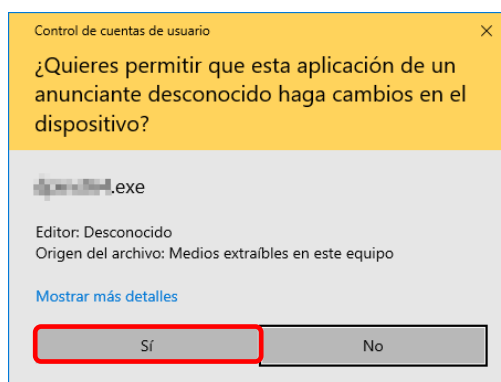 Control de cuentas de usuario
¿Quieres permitir que esta aplicación de un
anunciante desconocido haga cambios en el
dispositivo?
.exe
Editor: Desconocido
Origen del archivo: Medios extraíbles en este equipo
Mostrar más detalles
Sí
No